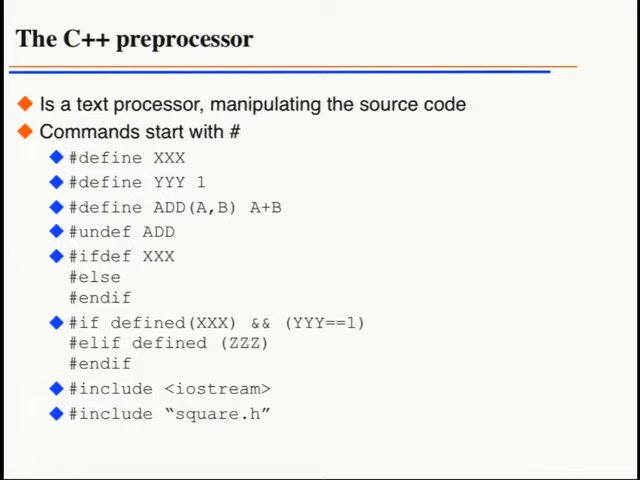 The C++ preprocessor
Is a text processor, manipulating the source code
Commands start with #
#define XXX
#define YYY 1
#define ADD(A,B) A+B
#undef ADD
#ifdef XXX
#else
#endif
#if defined(XXX) && (YYY==1)
#elif defined (ZZZ)
#endif
#include <iostream>
#include “square.h”